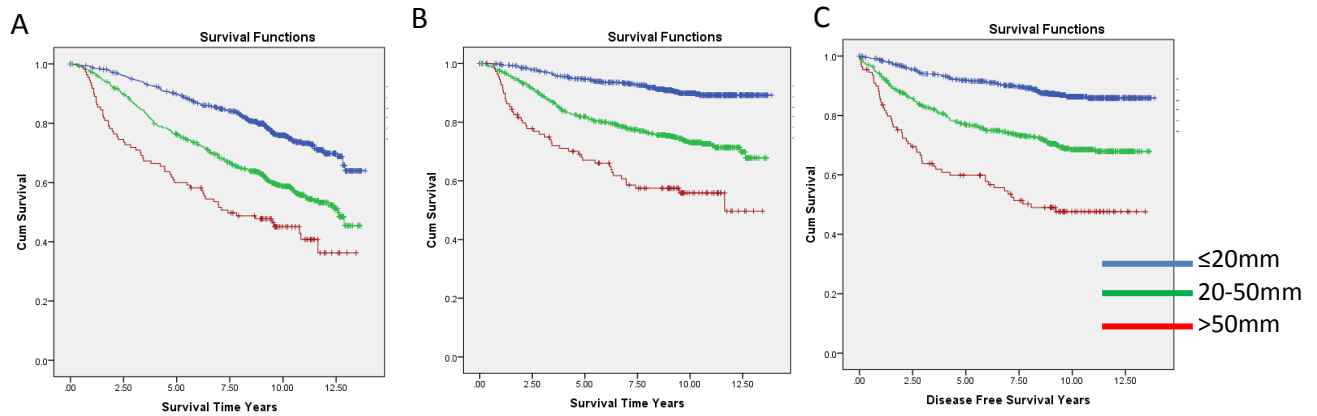 A
Survival Functions
Cum Survival
1.0
0.8
0.6
0.4
0.2
0.0
.00 2.50 5.00 7.50 10.00 12.50
Survival Time Years
B
Survival Functions
Cum Survival
1.0
0.8
0.6
0.4
0.2
0.0
.00 2.50 5.00 7.50 10.00 12.50
Survival Time Years
C
Survival Functions
Cum Survival
1.0
0.8
0.6
0.4
0.2
0.0
.00 2.50 5.00 7.50 10.00 12.50
Disease Free Survival Years
≤20mm
20-50mm
>50mm